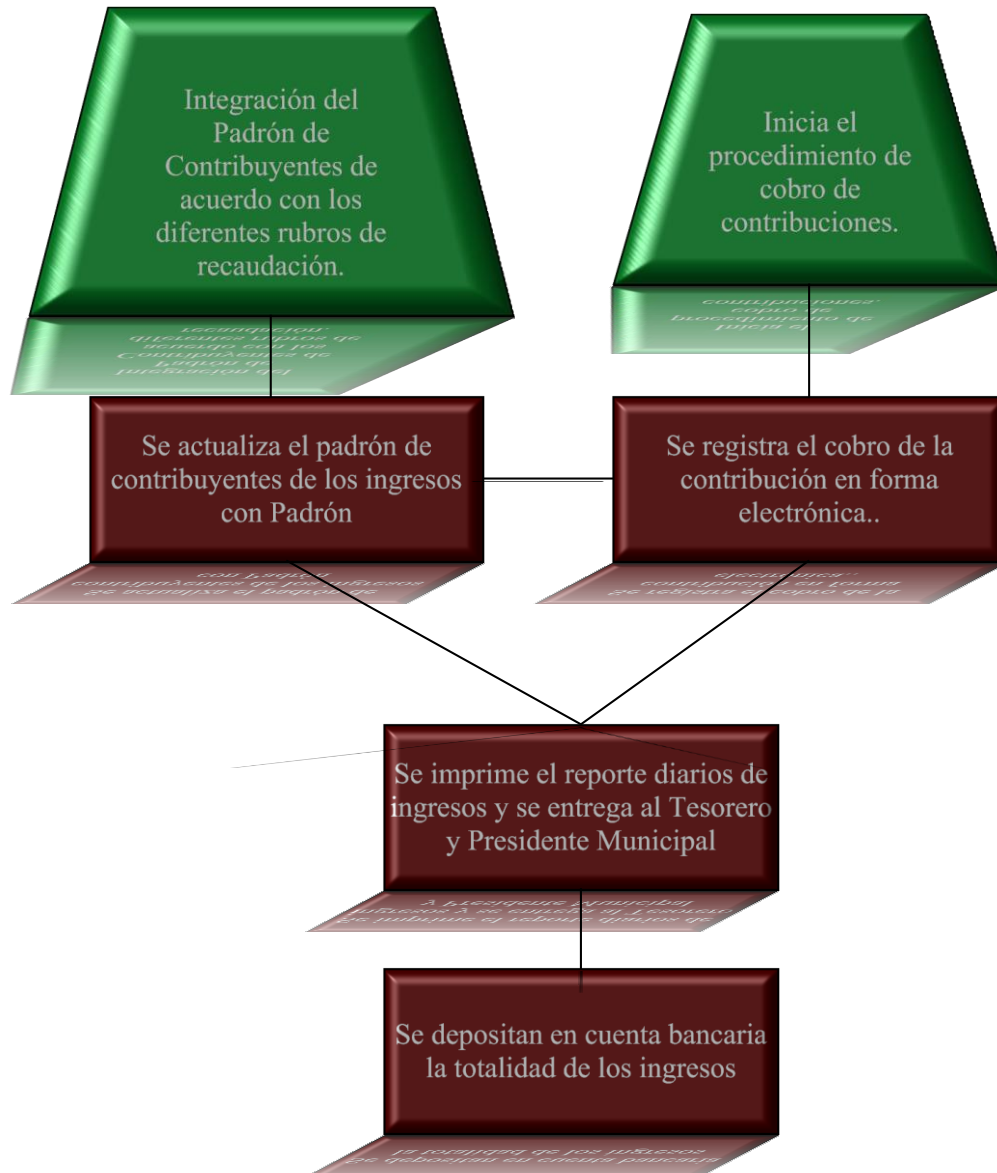 Integración del
Padrón de
Contribuyentes de
acuerdo con los
diferentes rubros de
recaudación.
Inicia el
procedimiento de
cobro de
contribuciones.
Se actualiza el padrón de
contribuyentes de los ingresos
con Padrón
Se registra el cobro de la
contribución en forma
electrónica..
Se imprime el reporte diarios de
ingresos y se entrega al Tesorero
y Presidente Municipal
Se depositan en cuenta bancaria
la totalidad de los ingresos